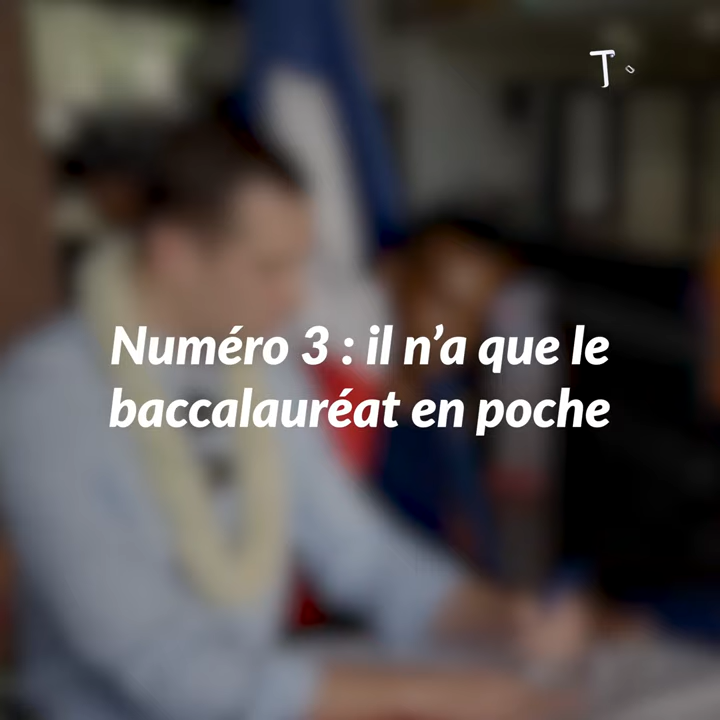 T
Numéro 3 : il n’a que le
baccalauréat en poche